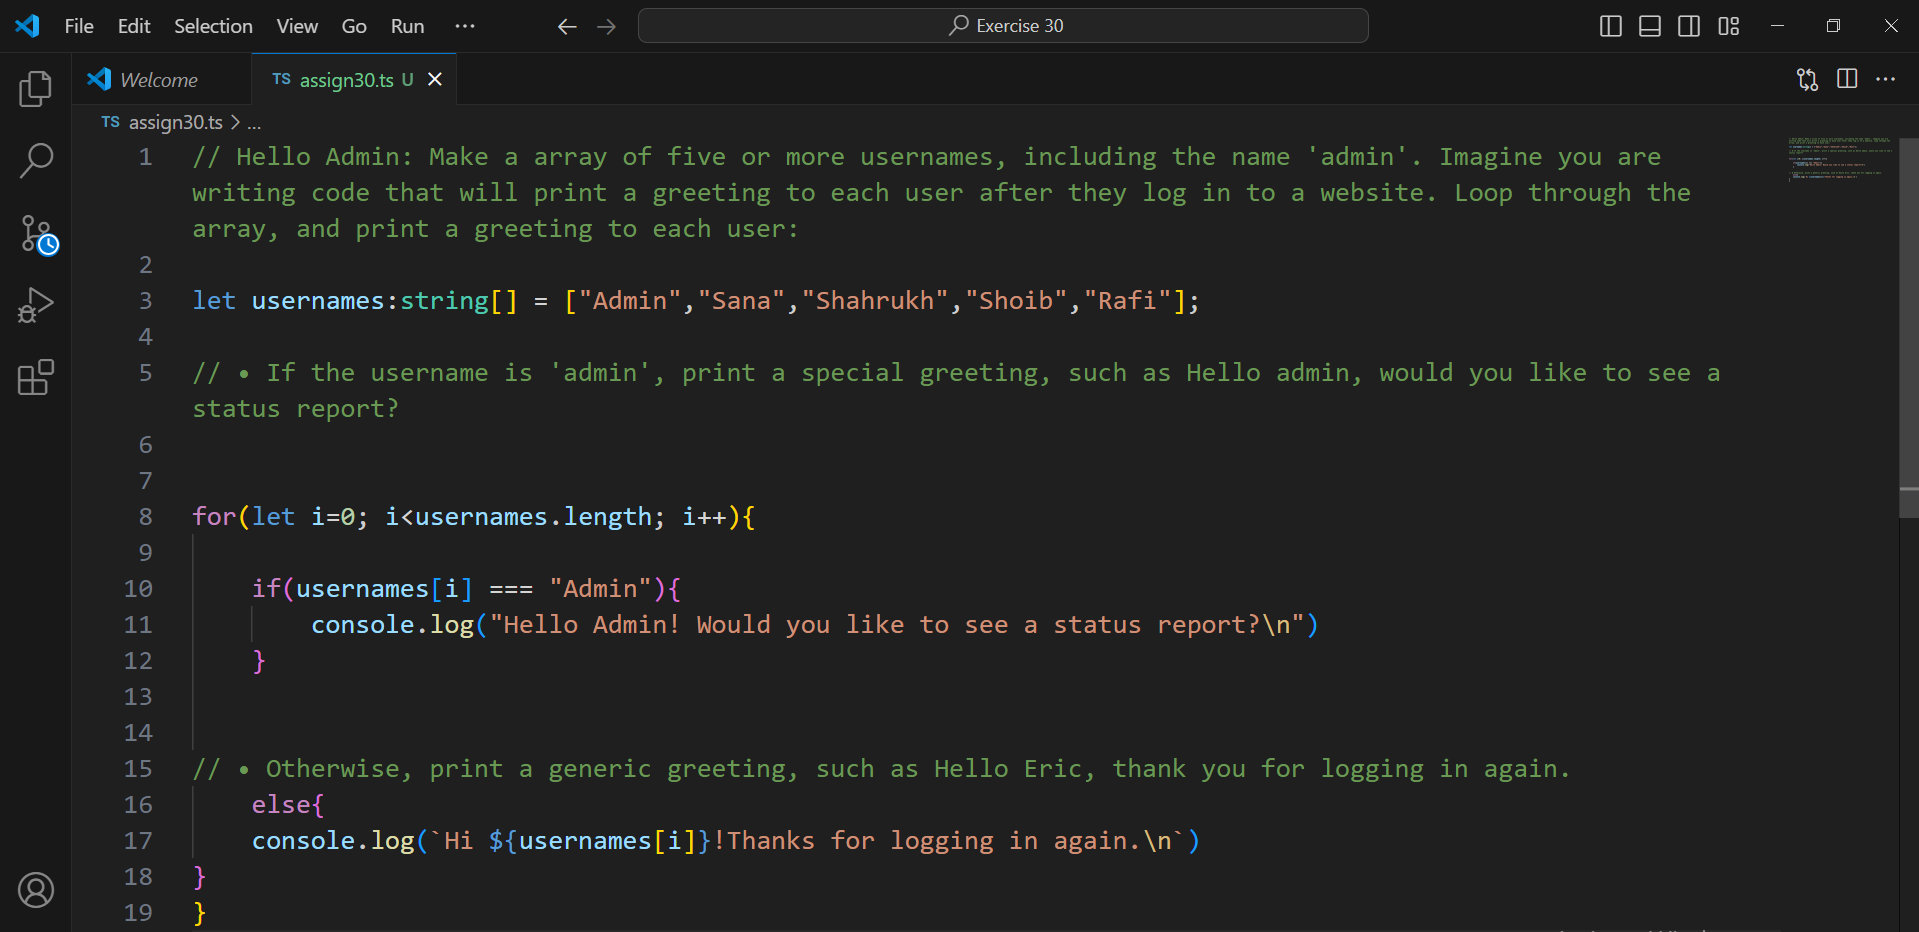 File Edit Selection View Go Run ··· ← → Exercise 30
Welcome TS assign30.ts U ×
TS assign30.ts > ...
1 // Hello Admin: Make a array of five or more usernames, including the name 'admin'. Imagine you are
writing code that will print a greeting to each user after they log in to a website. Loop through the
array, and print a greeting to each user:
2
3 let usernames:string[] = ["Admin","Sana","Shahrukh","Shoib","Rafi"];
4
5 // • If the username is 'admin', print a special greeting, such as Hello admin, would you like to see a
status report?
6
7
8 for(let i=0; i<usernames.length; i++){
9
10 if(usernames[i] === "Admin"){
11 console.log("Hello Admin! Would you like to see a status report?\n")
12 }
13
14
15 // • Otherwise, print a generic greeting, such as Hello Eric, thank you for logging in again.
16 else{
17 console.log(`Hi ${usernames[i]}!Thanks for logging in again.\n`)
18 }
19 }